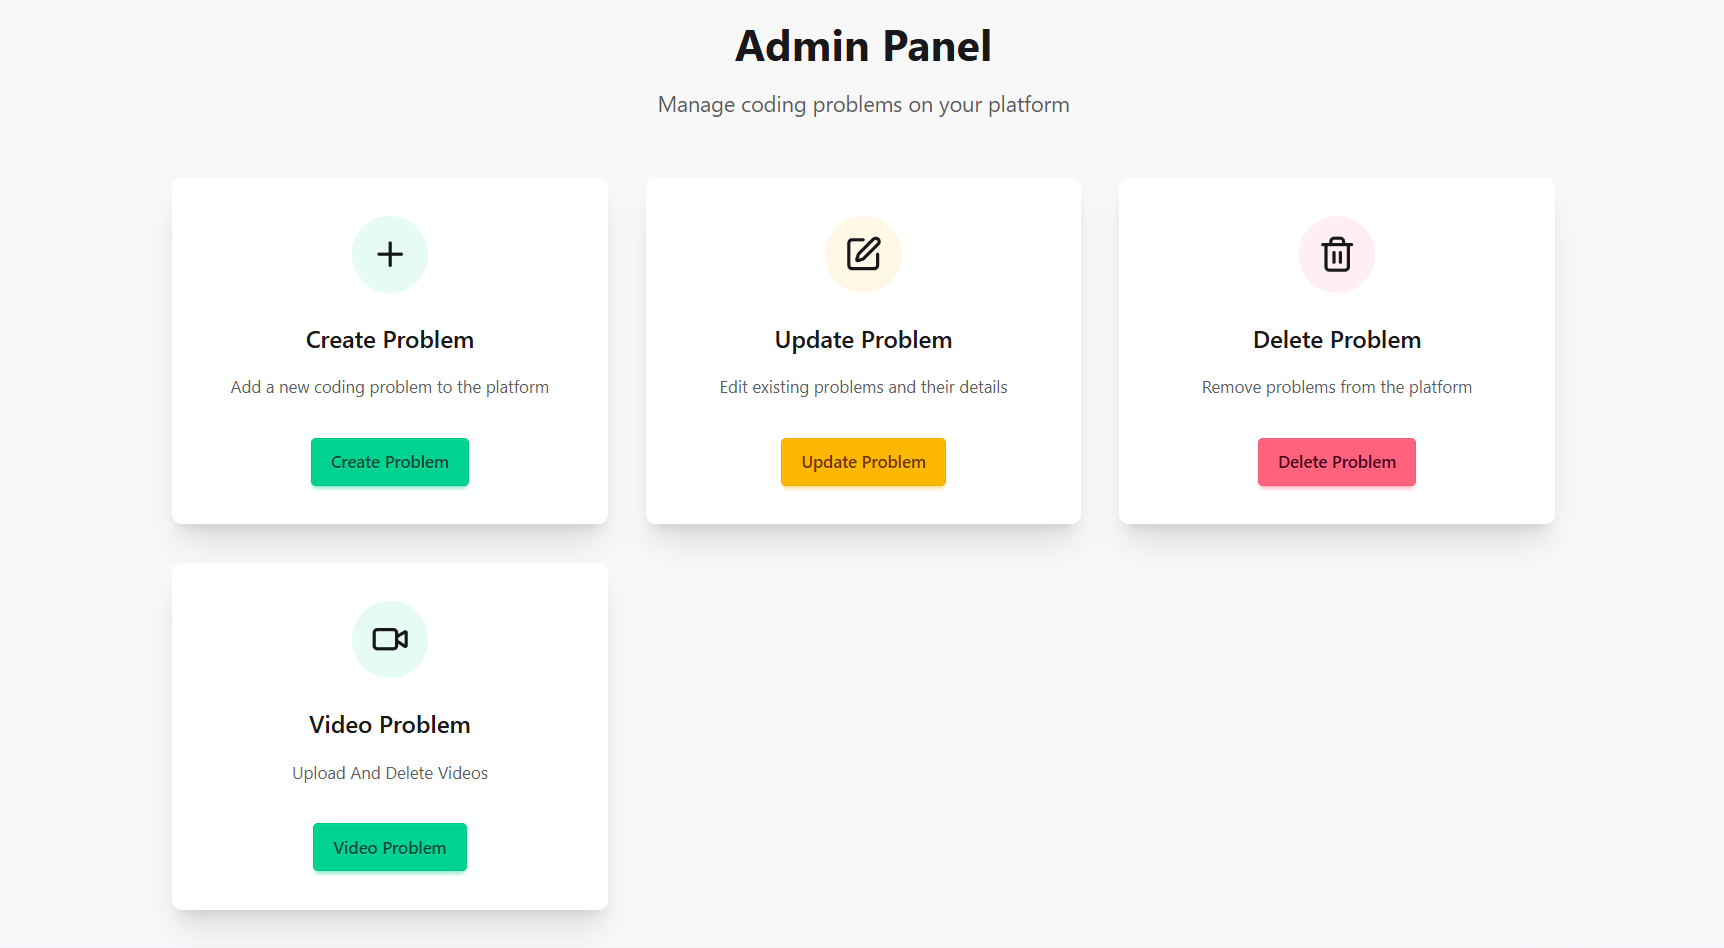 Admin Panel
Manage coding problems on your platform
Create Problem
Add a new coding problem to the platform
Create Problem
Update Problem
Edit existing problems and their details
Update Problem
Delete Problem
Remove problems from the platform
Delete Problem
Video Problem
Upload And Delete Videos
Video Problem